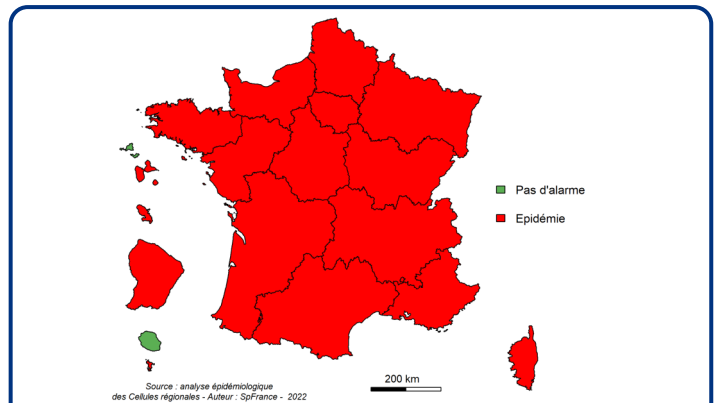 Pas d'alarme
Epidémie
200 km
Source : analyse épidémiologique
des Cellules régionales - Auteur : SpFrance - 2022